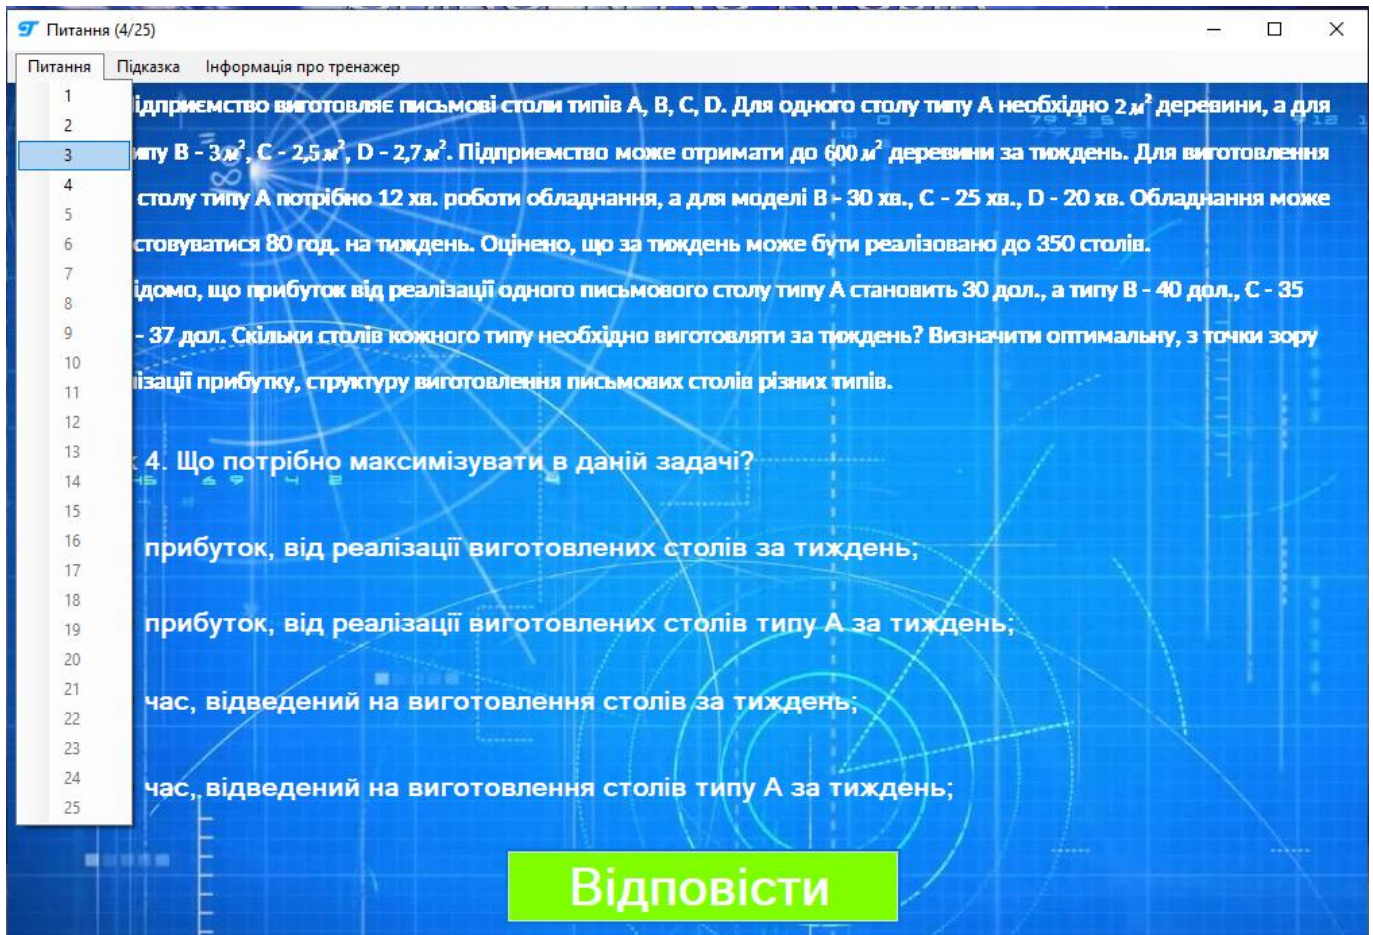 Питання (4/25)
Питання Підказка Інформація про тренажер
1
2
3
4
5
6
7
8
9
10
11
12
13
14
15
16
17
18
19
20
21
22
23
24
25
ідприємство виготовляє письмові столи типів A, B, C, D. Для одного столу типу A необхідно 2 м² деревини, а для
ипу B - 3 м², C - 2,5 м², D - 2,7 м². Підприємство може отримати до 600 м² деревини за тиждень. Для виготовлення
столу типу A потрібно 12 хв. роботи обладнання, а для моделі B - 30 хв., C - 25 хв., D - 20 хв. Обладнання може
стовуватися 80 год. на тиждень. Оцінено, що за тиждень може бути реалізовано до 350 столів.
ідомо, що прибуток від реалізації одного письмового столу типу A становить 30 дол., а типу B - 40 дол., C - 35
- 37 дол. Скільки столів кожного типу необхідно виготовляти за тиждень? Визначити оптимальну, з точки зору
ізації прибутку, структуру виготовлення письмових столів різних типів.
4. Що потрібно максимізувати в даній задачі?
прибуток, від реалізації виготовлених столів за тиждень;
прибуток, від реалізації виготовлених столів типу A за тиждень;
час, відведений на виготовлення столів за тиждень;
час, відведений на виготовлення столів типу A за тиждень;
Відповісти